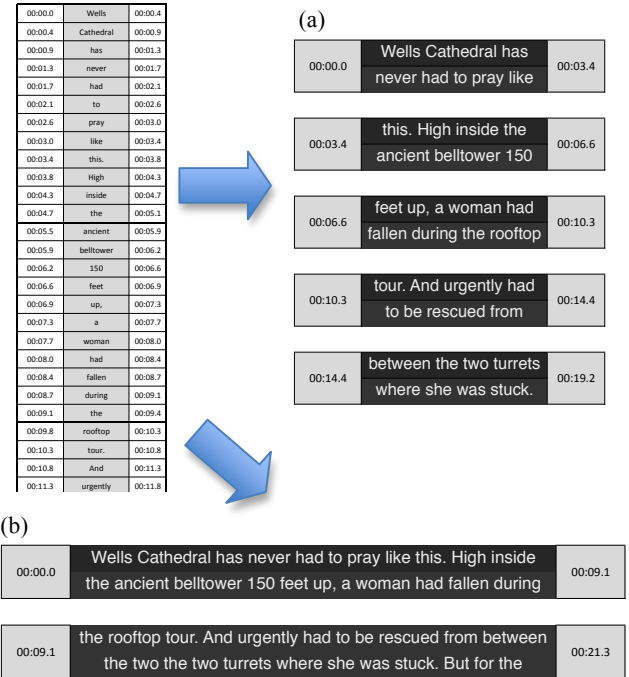 00:00.0 Wells 00:00.4
00:00.4 Cathedral 00:00.9
00:00.9 has 00:01.3
00:01.3 never 00:01.7
00:01.7 had 00:02.1
00:02.1 to 00:02.6
00:02.6 pray 00:03.0
00:03.0 like 00:03.4
00:03.4 this. 00:03.8
00:03.8 High 00:04.3
00:04.3 inside 00:04.7
00:04.7 the 00:05.1
00:05.5 ancient 00:05.9
00:05.9 belltower 00:06.2
00:06.2 150 00:06.6
00:06.6 feet 00:06.9
00:06.9 up, 00:07.3
00:07.3 a 00:07.7
00:07.7 woman 00:08.0
00:08.0 had 00:08.4
00:08.4 fallen 00:08.7
00:08.7 during 00:09.1
00:09.1 the 00:09.4
00:09.8 rooftop 00:10.3
00:10.3 tour. 00:10.8
00:10.8 And 00:11.3
00:11.3 urgently 00:11.8
(a)
00:00.0 Wells Cathedral has 00:03.4
never had to pray like
00:03.4 this. High inside the 00:06.6
ancient belltower 150
00:06.6 feet up, a woman had 00:10.3
fallen during the rooftop
00:10.3 tour. And urgently had 00:14.4
to be rescued from
00:14.4 between the two turrets 00:19.2
where she was stuck.
(b)
00:00.0 Wells Cathedral has never had to pray like this. High inside 00:09.1
the ancient belltower 150 feet up, a woman had fallen during
00:09.1 the rooftop tour. And urgently had to be rescued from between 00:21.3
the two the two turrets where she was stuck. But for the